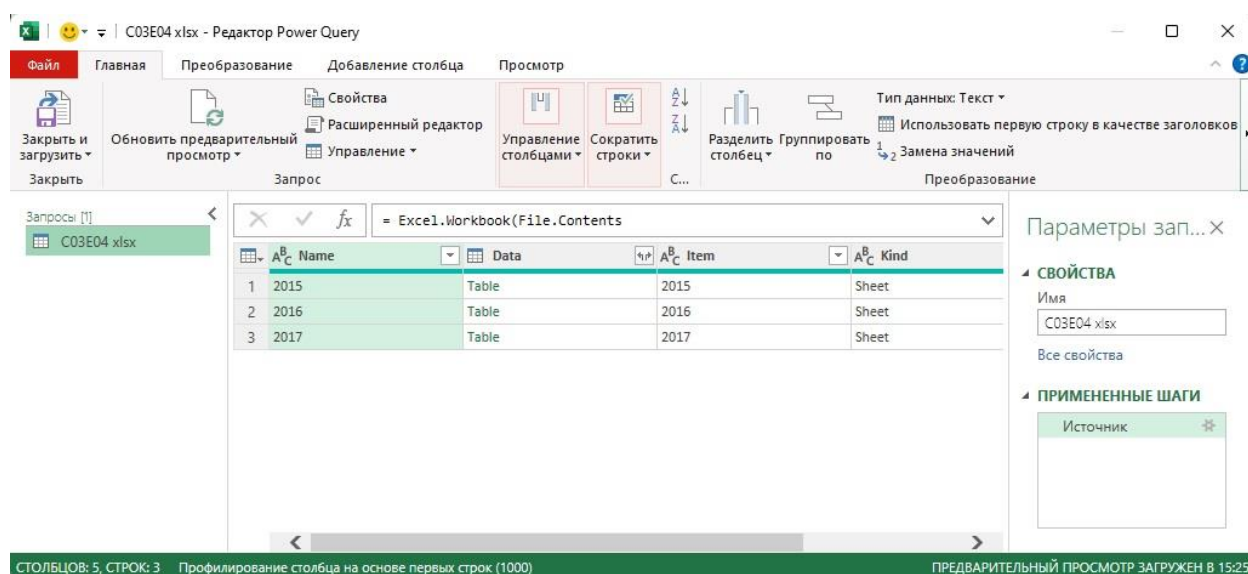 C03E04 xlsx - Редактор Power Query
Файл Главная Преобразование Добавление столбца Просмотр
Закрыть и загрузить
Закрыть
Обновить предварительный просмотр
Свойства
Расширенный редактор
Управление
Запрос
Управление столбцами
Сократить строки
С...
Разделить столбец
Группировать по
Тип данных: Текст
Использовать первую строку в качестве заголовков
Замена значений
Преобразование
Запросы [1]
C03E04 xlsx
= Excel.Workbook(File.Contents
Name Data Item Kind
1 2015 Table 2015 Sheet
2 2016 Table 2016 Sheet
3 2017 Table 2017 Sheet
Параметры зап...
СВОЙСТВА
Имя
C03E04 xlsx
Все свойства
ПРИМЕНЕННЫЕ ШАГИ
Источник
СТОЛБЦОВ: 5, СТРОК: 3 Профилирование столбца на основе первых строк (1000) ПРЕДВАРИТЕЛЬНЫЙ ПРОСМОТР ЗАГРУЖЕН В 15:25